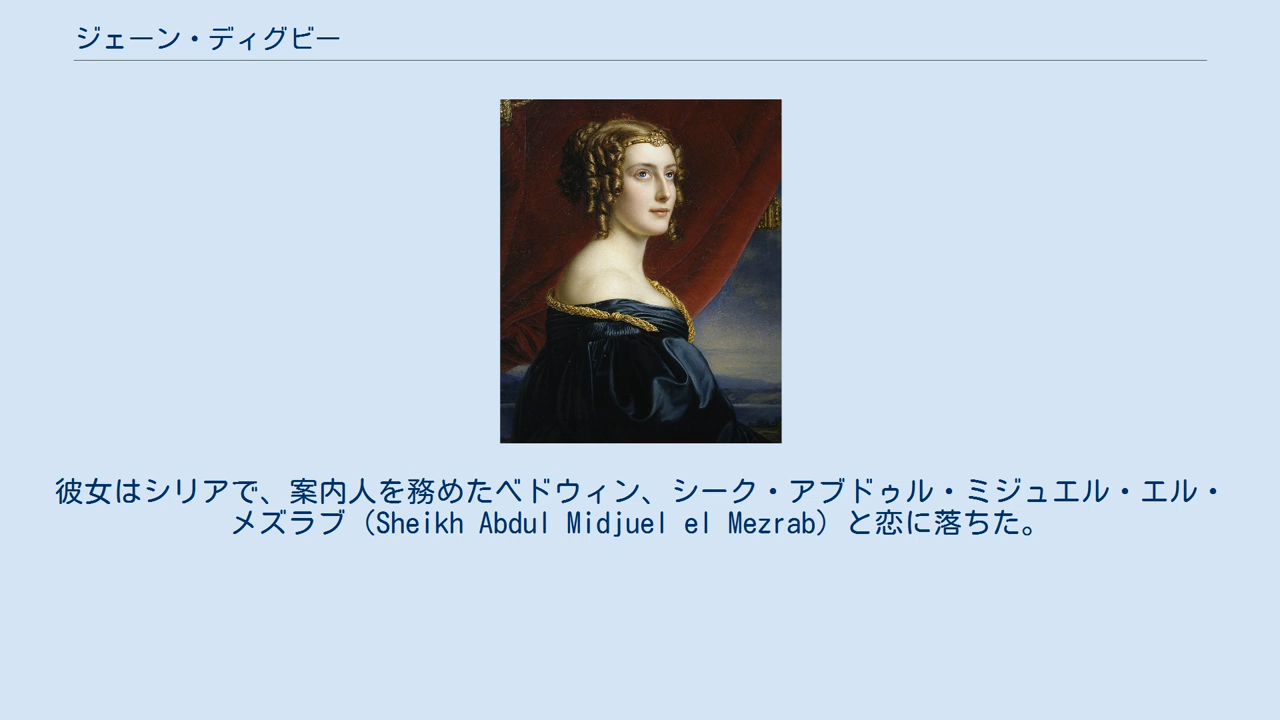 ジェーン・ディグビー
彼女はシリアで、案内人を務めたベドウィン、シーク・アブドゥル・ミジュエル・エル・
メズラブ（Sheikh Abdul Midjuel el Mezrab）と恋に落ちた。